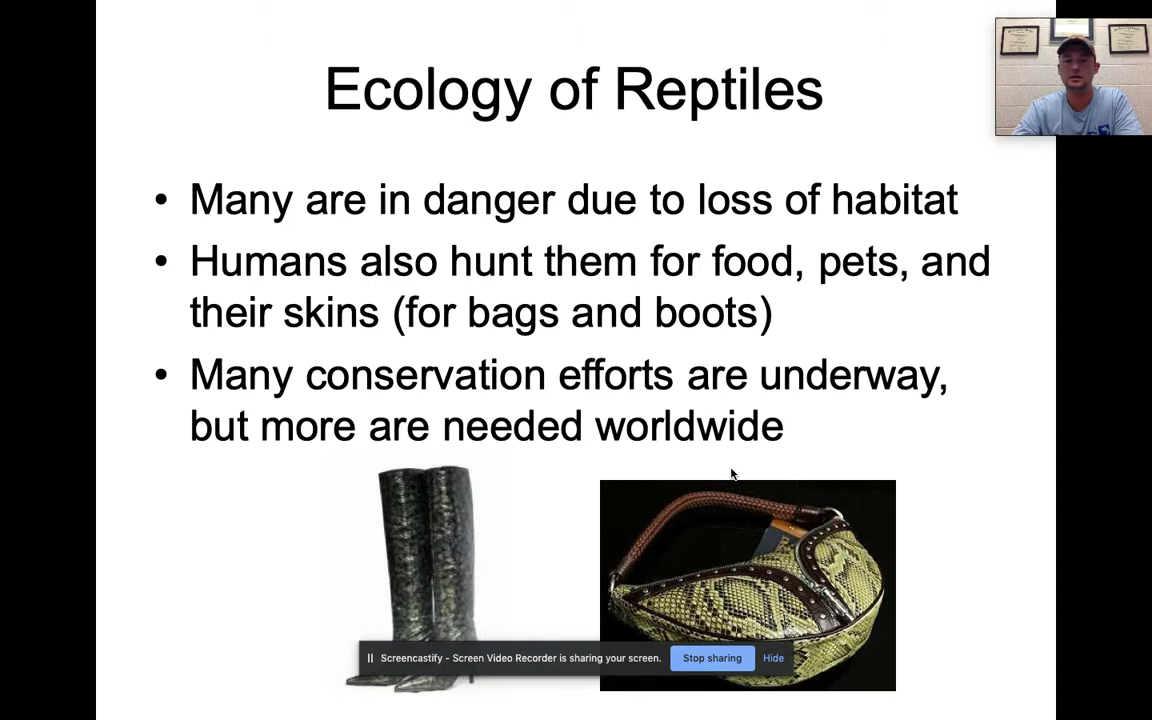 Ecology of Reptiles
• Many are in danger due to loss of habitat
• Humans also hunt them for food, pets, and
their skins (for bags and boots)
• Many conservation efforts are underway,
but more are needed worldwide
Screencastify - Screen Video Recorder is sharing your screen.
Stop sharing
Hide